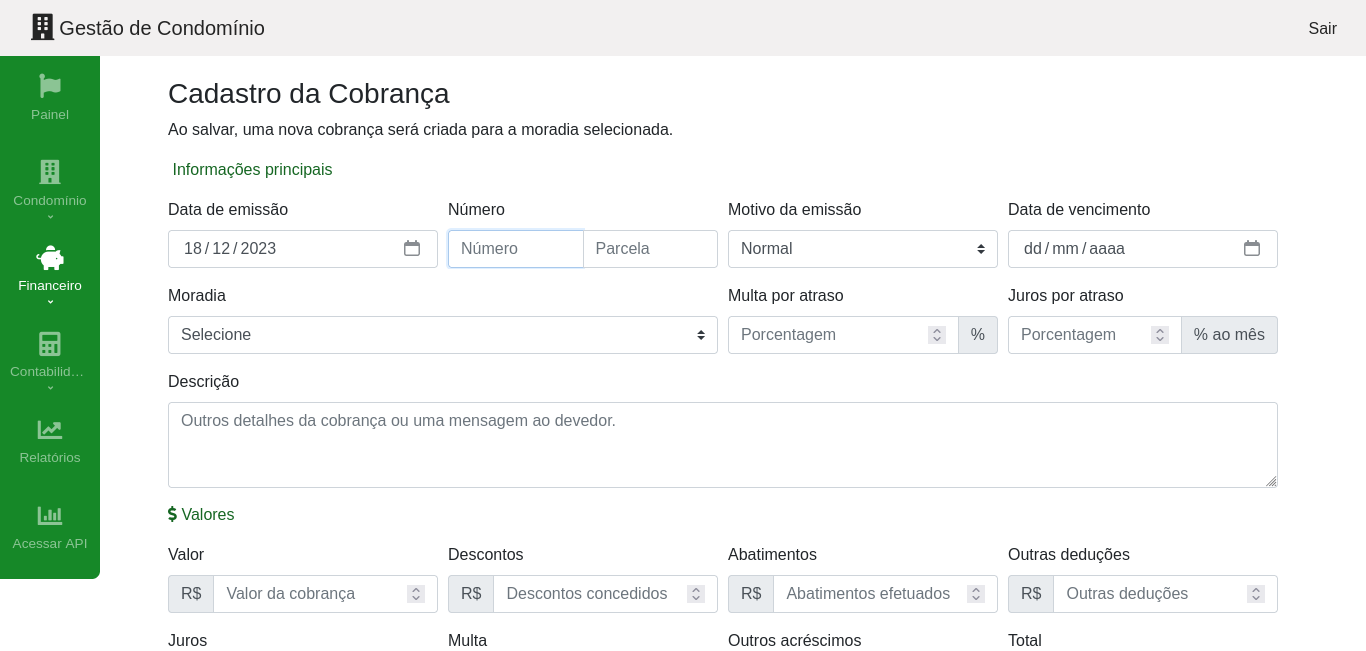 Gestão de Condomínio
Sair
Painel
Condomínio
Financeiro
Contabilid…
Relatórios
Acessar API
Cadastro da Cobrança
Ao salvar, uma nova cobrança será criada para a moradia selecionada.
Informações principais
Data de emissão Número Motivo da emissão Data de vencimento
18/12/2023 Número Parcela Normal dd/mm/aaaa
Moradia Multa por atraso Juros por atraso
Selecione Porcentagem % Porcentagem % ao mês
Descrição
Outros detalhes da cobrança ou uma mensagem ao devedor.
$ Valores
Valor Descontos Abatimentos Outras deduções
R$ Valor da cobrança R$ Descontos concedidos R$ Abatimentos efetuados R$ Outras deduções
Juros Multa Outros acréscimos Total